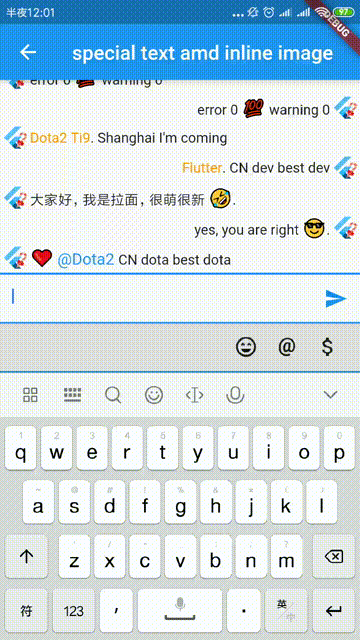 半夜12:01
97
DEBUG
special text amd inline image
error 0 💯 warning 0
error 0 💯 warning 0
Dota2 Ti9. Shanghai I'm coming
Flutter. CN dev best dev
大家好，我是拉面，很萌很新 🤣.
yes, you are right 😎.
❤️ @Dota2 CN dota best dota
@ $
1 2 3 4 5 6 7 8 9 0
q w e r t y u i o p
a s d f g h j k l
z x c v b n m
符 123 ， . 英 中